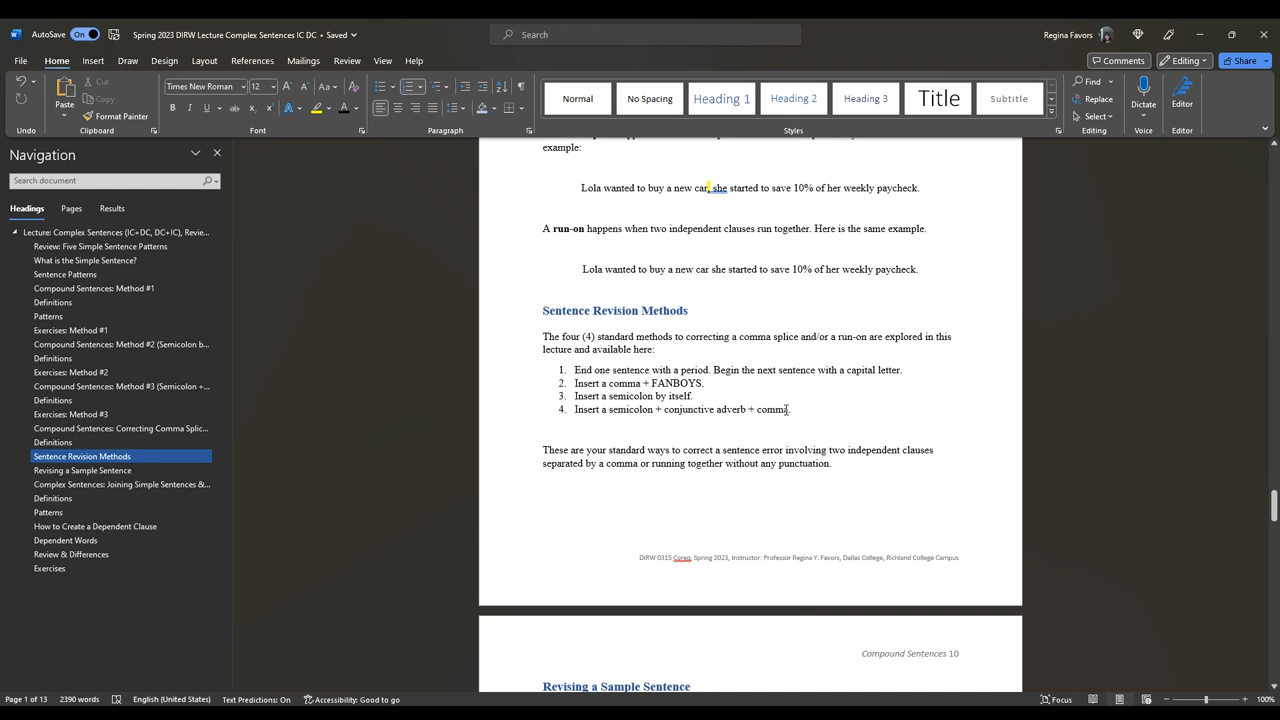 AutoSave On Spring 2023 DIRW Lecture Complex Sentences IC DC • Saved Search Regina Favors
File Home Insert Draw Design Layout References Mailings Review View Help Comments Editing Share
Cut
Copy
Format Painter
Paste
Times New Roman 12
Normal No Spacing Heading 1 Heading 2 Heading 3 Title Subtitle
Find
Replace
Select
Dictate
Editor
Undo Clipboard Font Paragraph Styles Editing Voice Editor
Navigation
Search document
Headings Pages Results
Lecture: Complex Sentences (IC+DC, DC+IC), Revie...
Review: Five Simple Sentence Patterns
What is the Simple Sentence?
Sentence Patterns
Compound Sentences: Method #1
Definitions
Patterns
Exercises: Method #1
Compound Sentences: Method #2 (Semicolon b...
Definitions
Exercises: Method #2
Compound Sentences: Method #3 (Semicolon +...
Definitions
Exercises: Method #3
Compound Sentences: Correcting Comma Splic...
Definitions
Sentence Revision Methods
Revising a Sample Sentence
Complex Sentences: Joining Simple Sentences &...
Definitions
Patterns
How to Create a Dependent Clause
Dependent Words
Review & Differences
Exercises
example:
Lola wanted to buy a new car, she started to save 10% of her weekly paycheck.
A run-on happens when two independent clauses run together. Here is the same example.
Lola wanted to buy a new car she started to save 10% of her weekly paycheck.
Sentence Revision Methods
The four (4) standard methods to correcting a comma splice and/or a run-on are explored in this
lecture and available here:
1. End one sentence with a period. Begin the next sentence with a capital letter.
2. Insert a comma + FANBOYS.
3. Insert a semicolon by itself.
4. Insert a semicolon + conjunctive adverb + comma.
These are your standard ways to correct a sentence error involving two independent clauses
separated by a comma or running together without any punctuation.
DIRW 0315 Coreq, Spring 2023, Instructor: Professor Regina Y. Favors, Dallas College, Richland College Campus
Compound Sentences 10
Revising a Sample Sentence
Page 1 of 13 2390 words English (United States) Text Predictions: On Accessibility: Good to go Focus 100%